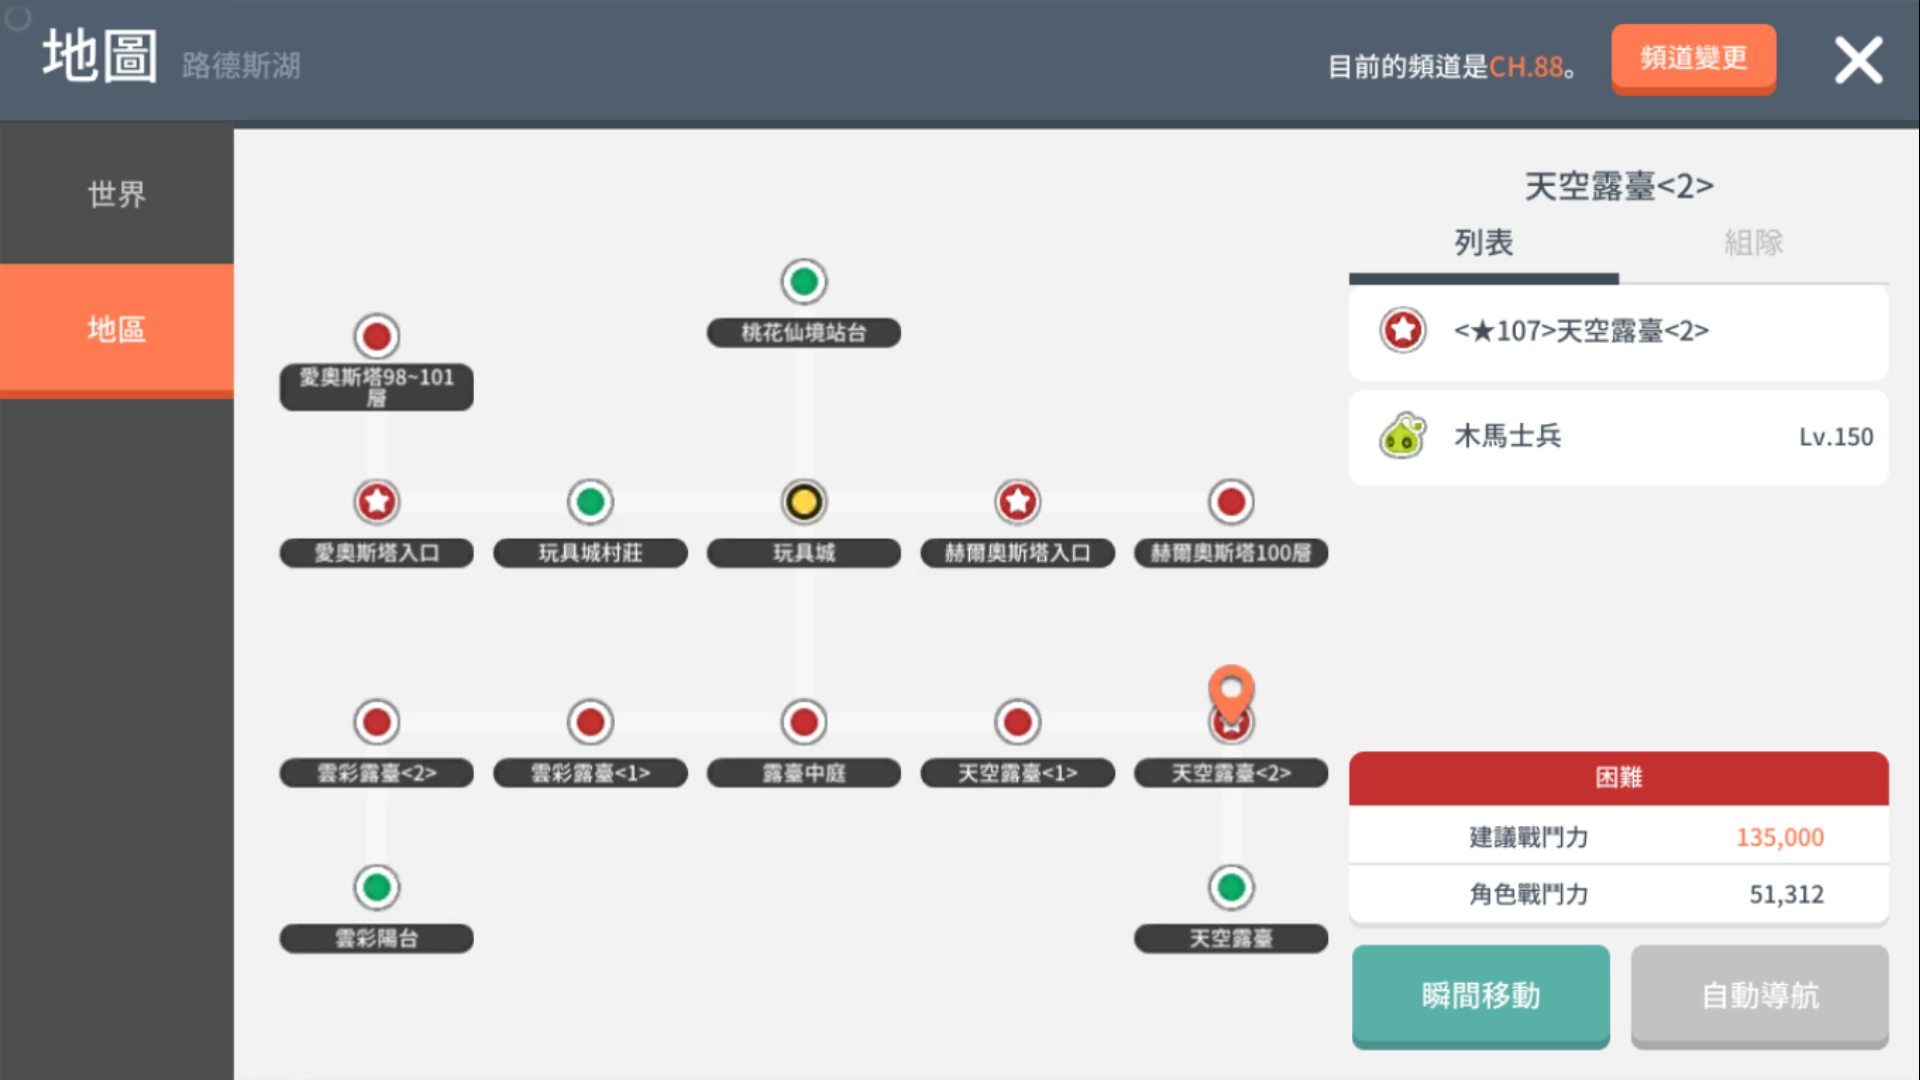 地圖
路德斯湖
目前的頻道是CH.88。
頻道變更
世界
地區
桃花仙境站台
愛奧斯塔98~101
層
愛奧斯塔入口
玩具城村莊
玩具城
赫爾奧斯塔入口
赫爾奧斯塔100層
雲彩露臺<2>
雲彩露臺<1>
露臺中庭
天空露臺<1>
天空露臺<2>
雲彩陽台
天空露臺
天空露臺<2>
列表
組隊
<★107>天空露臺<2>
木馬士兵
Lv.150
困難
建議戰鬥力
135,000
角色戰鬥力
51,312
瞬間移動
自動導航